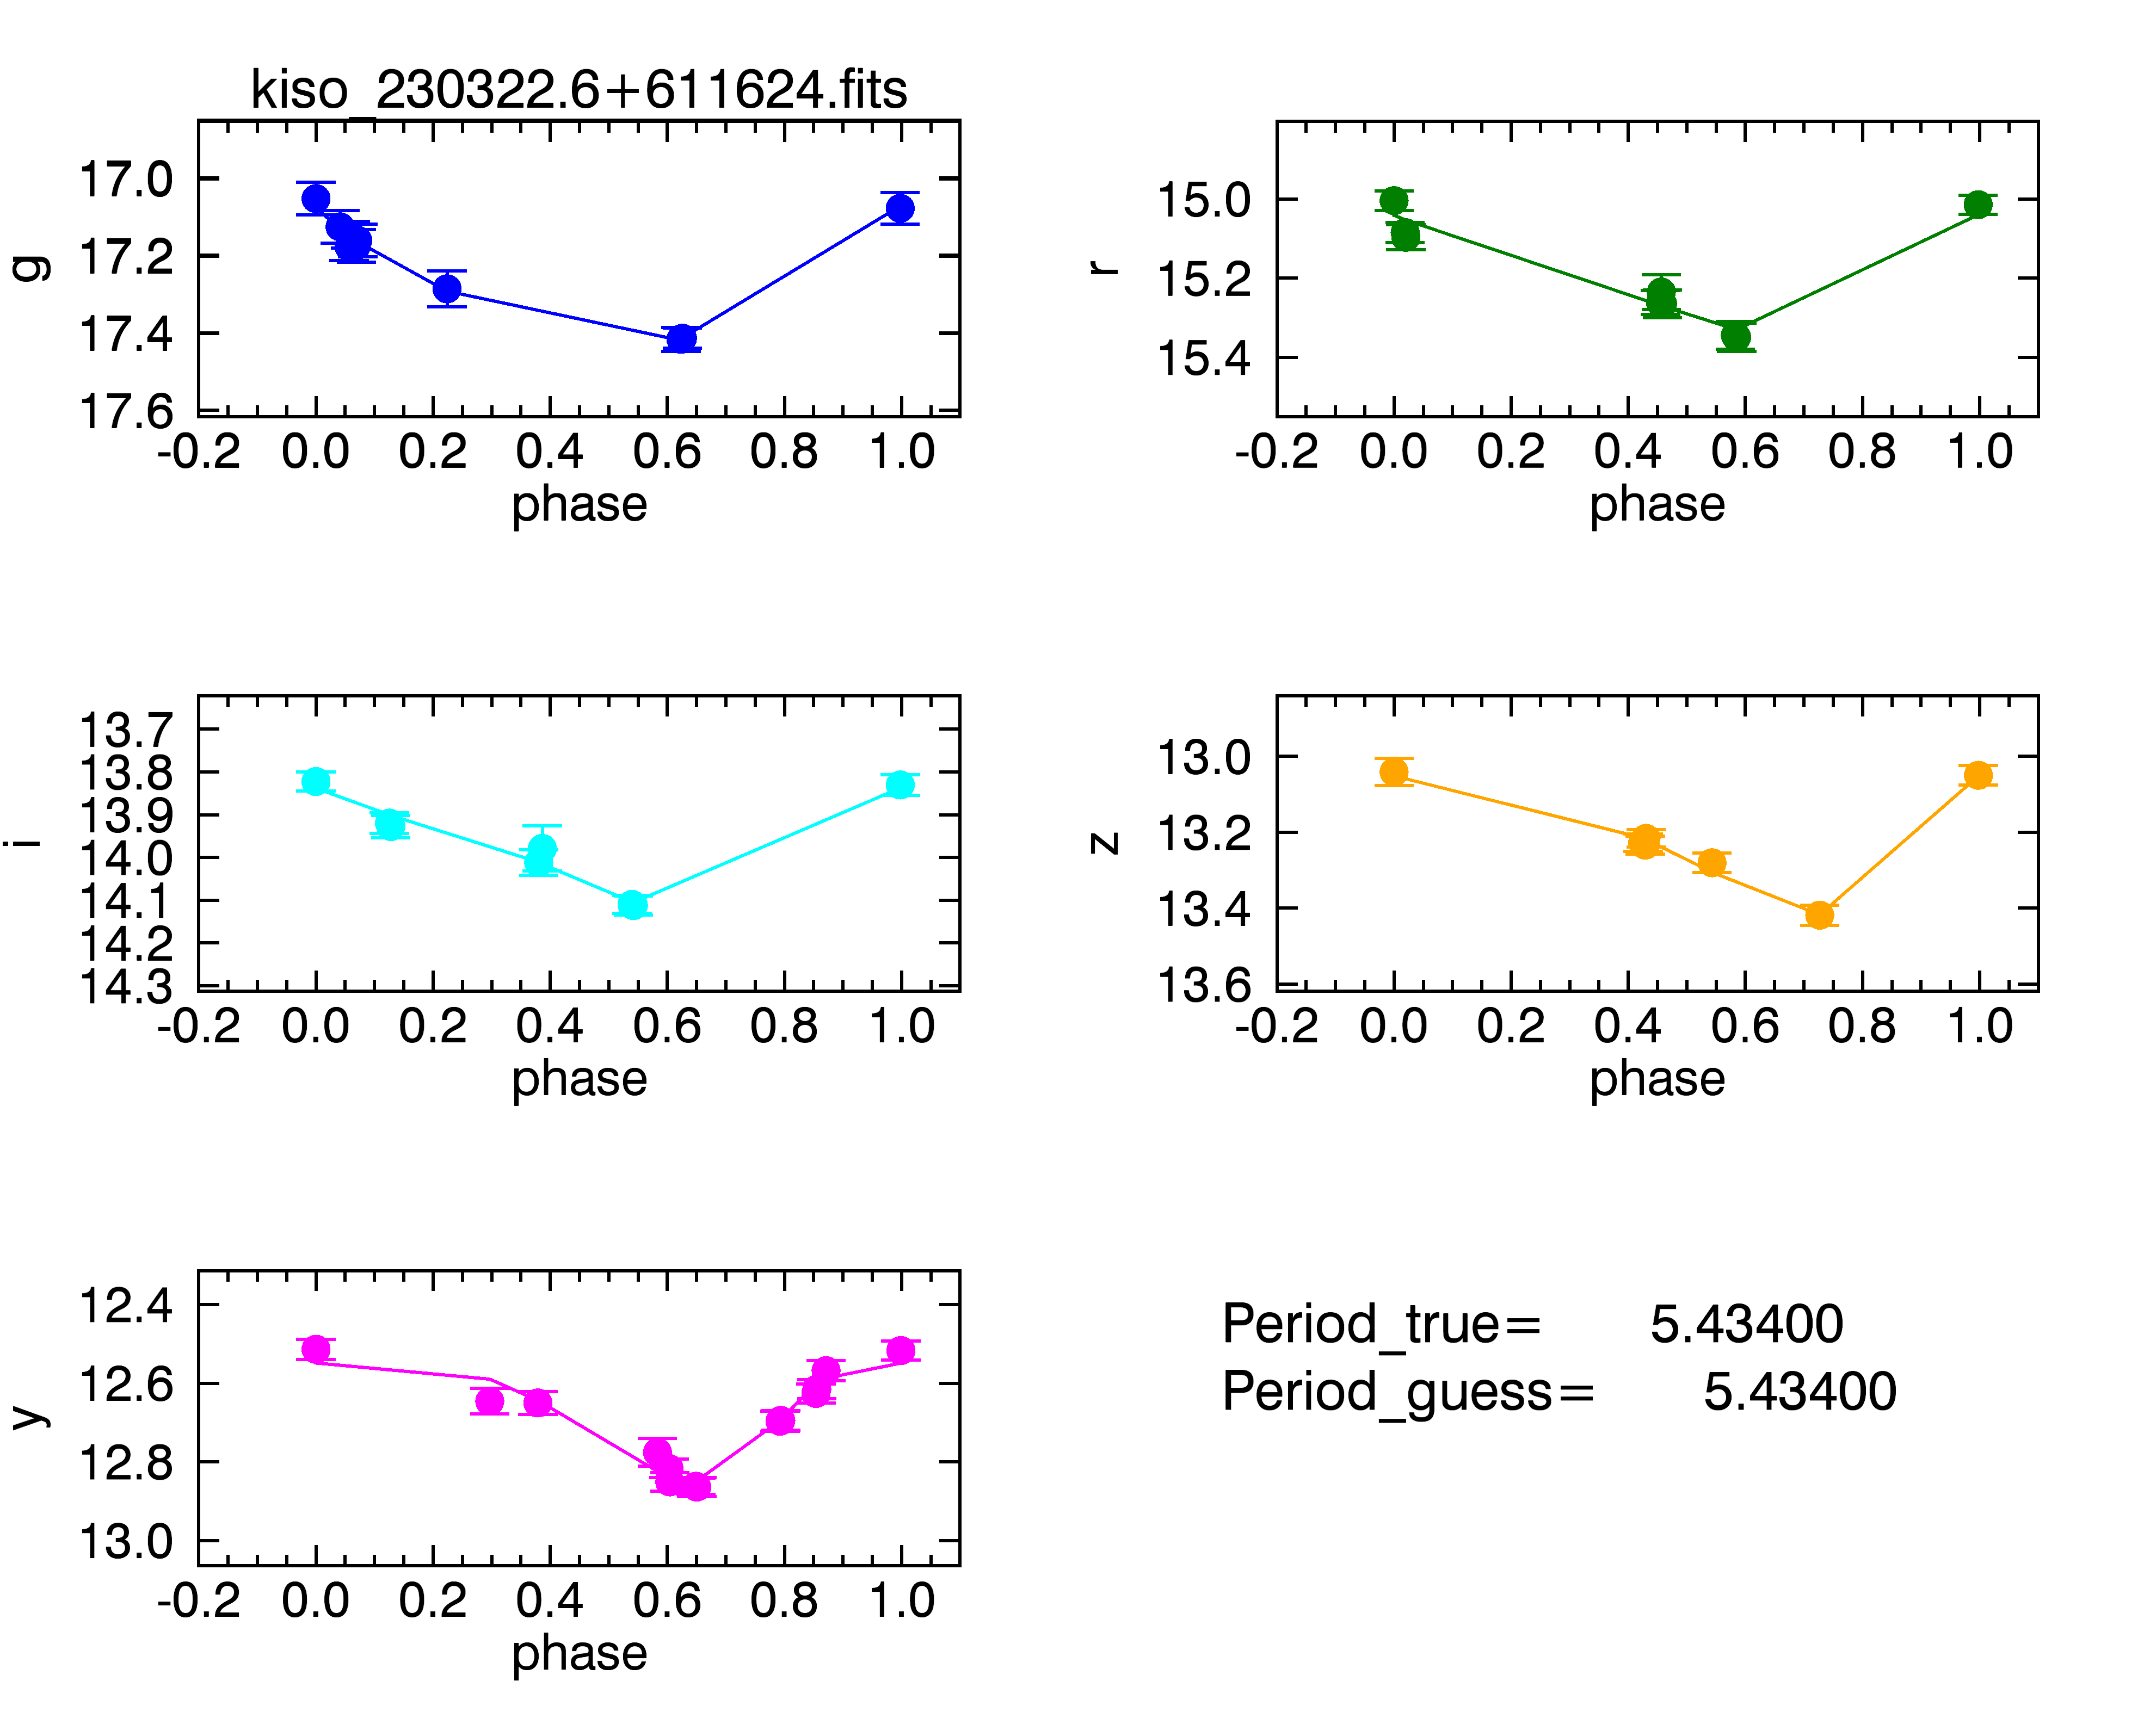 kiso_230322.6+611624.fits
g
17.0
17.2
17.4
17.6
-0.2 0.0 0.2 0.4 0.6 0.8 1.0
phase
r
15.0
15.2
15.4
-0.2 0.0 0.2 0.4 0.6 0.8 1.0
phase
i
13.7
13.8
13.9
14.0
14.1
14.2
14.3
-0.2 0.0 0.2 0.4 0.6 0.8 1.0
phase
z
13.0
13.2
13.4
13.6
-0.2 0.0 0.2 0.4 0.6 0.8 1.0
phase
y
12.4
12.6
12.8
13.0
-0.2 0.0 0.2 0.4 0.6 0.8 1.0
phase
Period_true= 5.43400
Period_guess= 5.43400